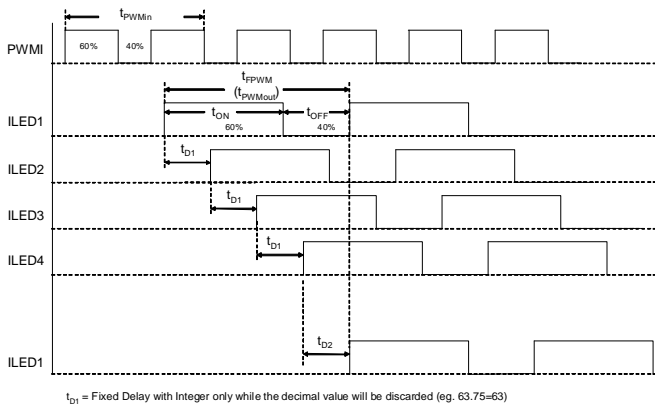 tPWMin
PWMI
60%
40%
tFPWM
(tPWMout)
ILED1
tON
tOFF
60%
40%
tD1
ILED2
tD1
ILED3
tD1
ILED4
tD2
ILED1
tD1 = Fixed Delay with Integer only while the decimal value will be discarded (eg. 63.75=63)